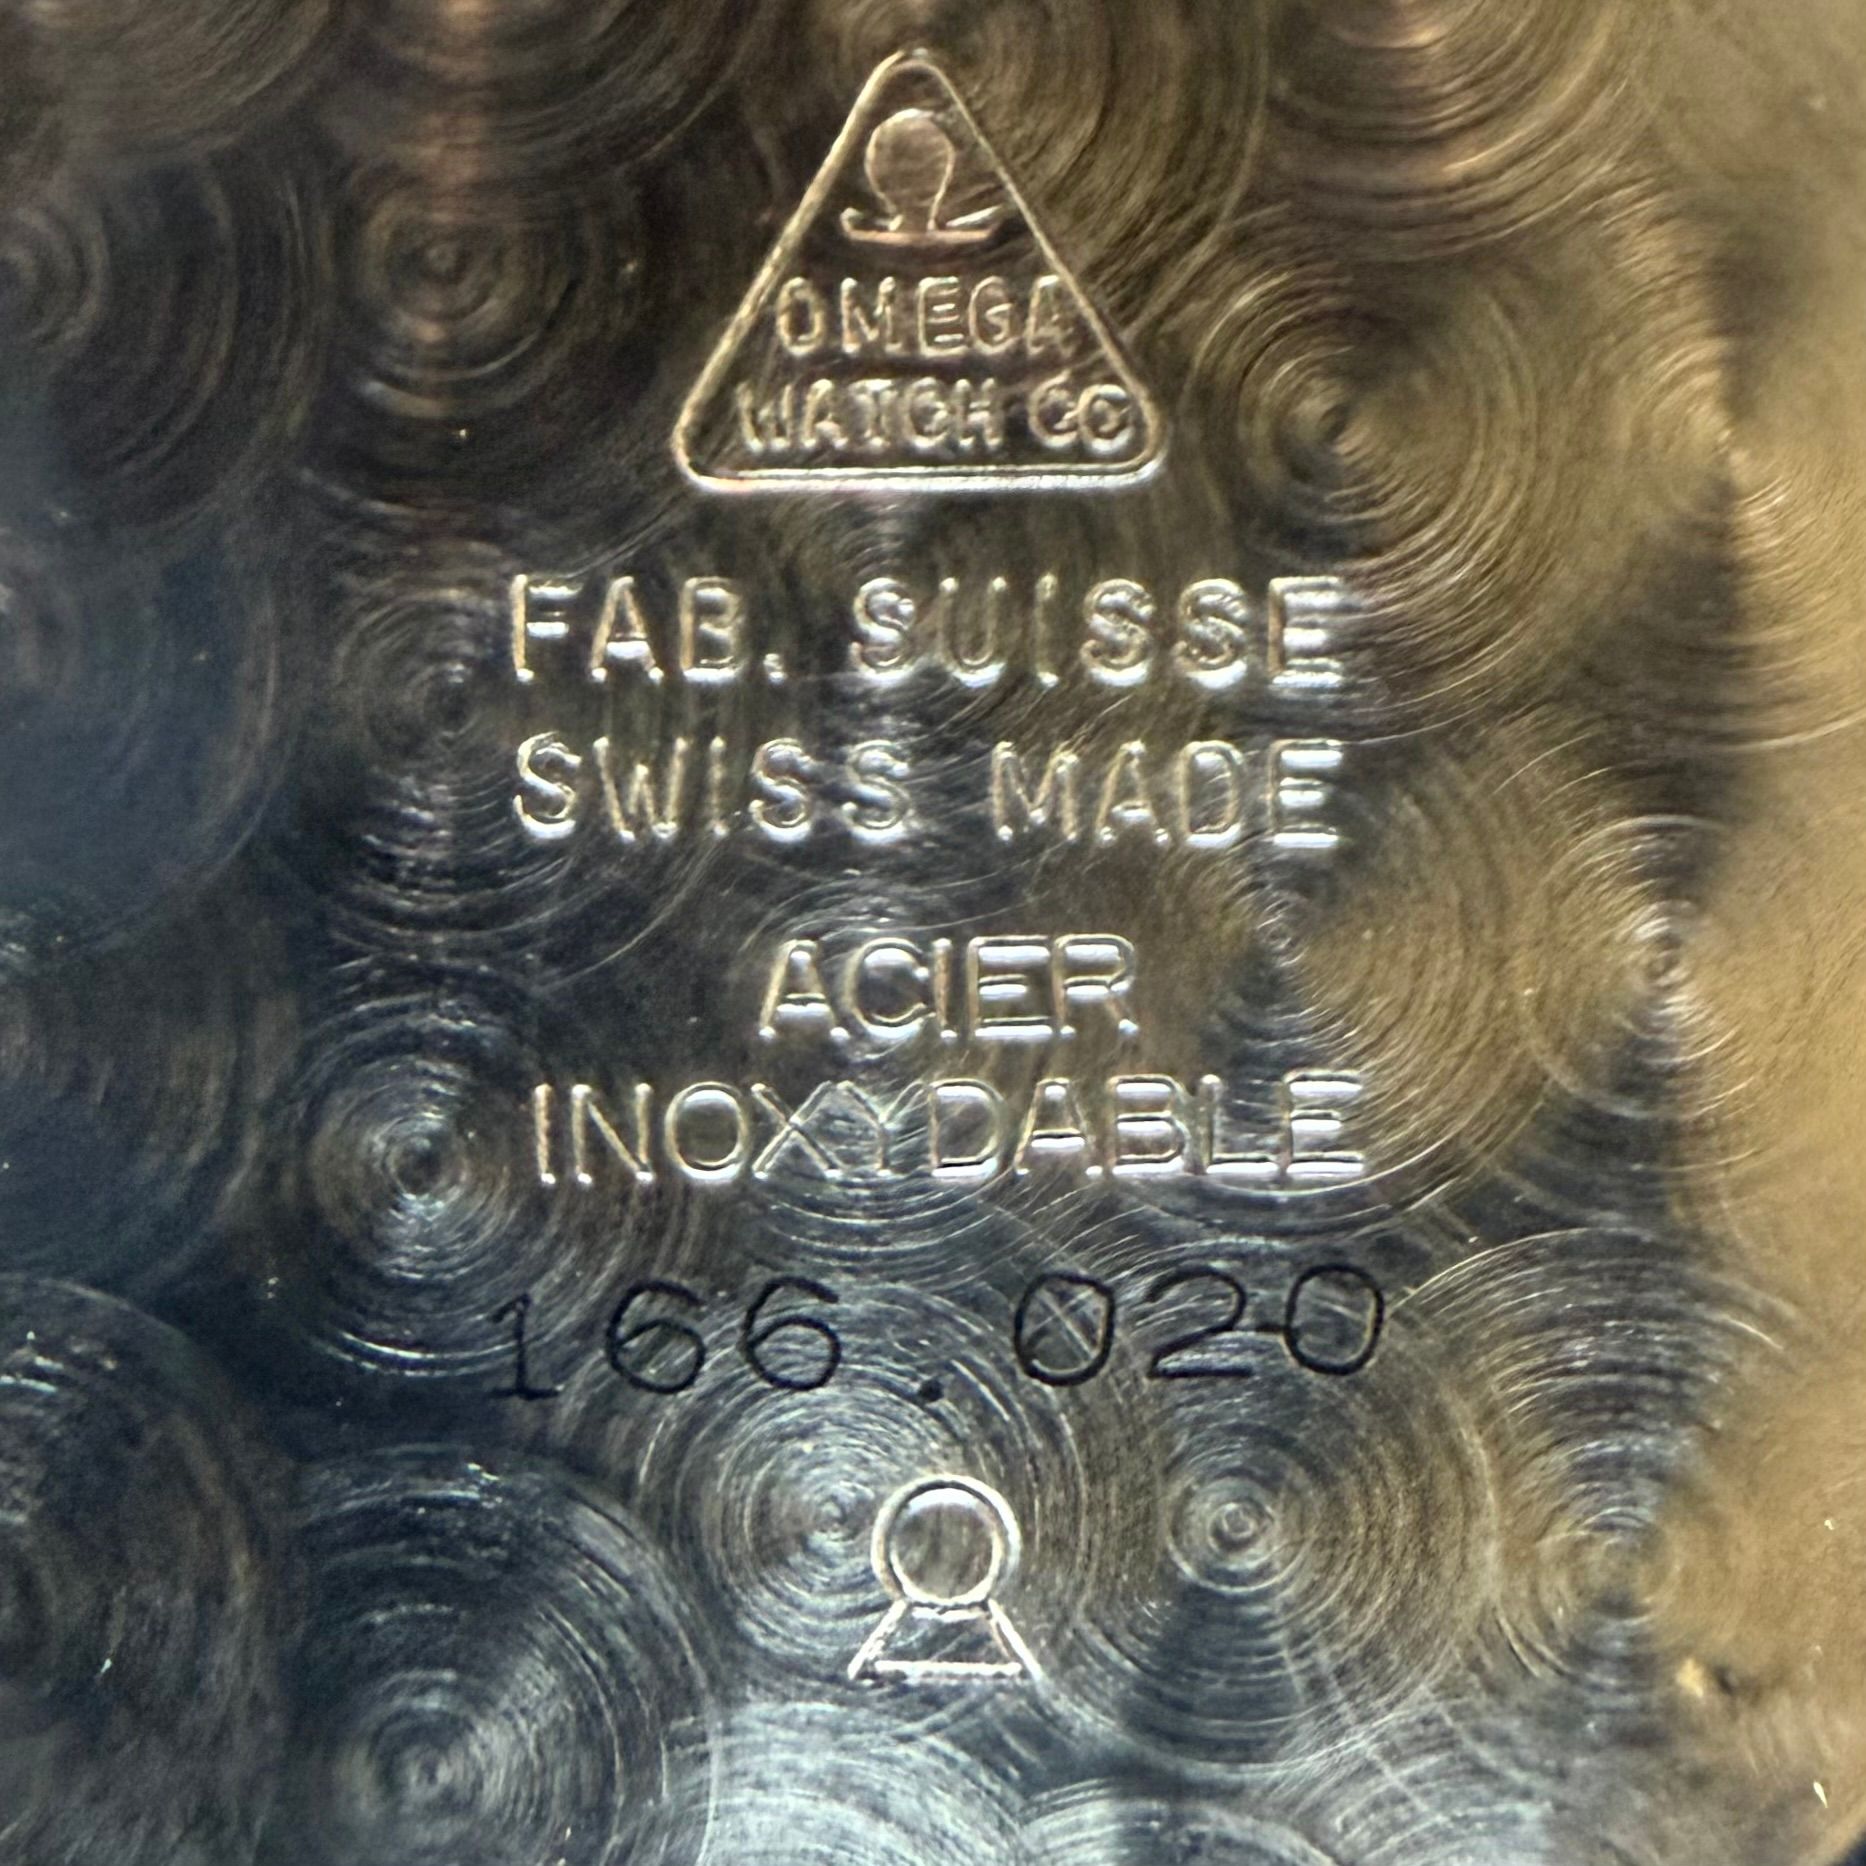 Ω
OMEGA
WATCH CO
FAB. SUISSE
SWISS MADE
ACIER
INOXYDABLE
166.020